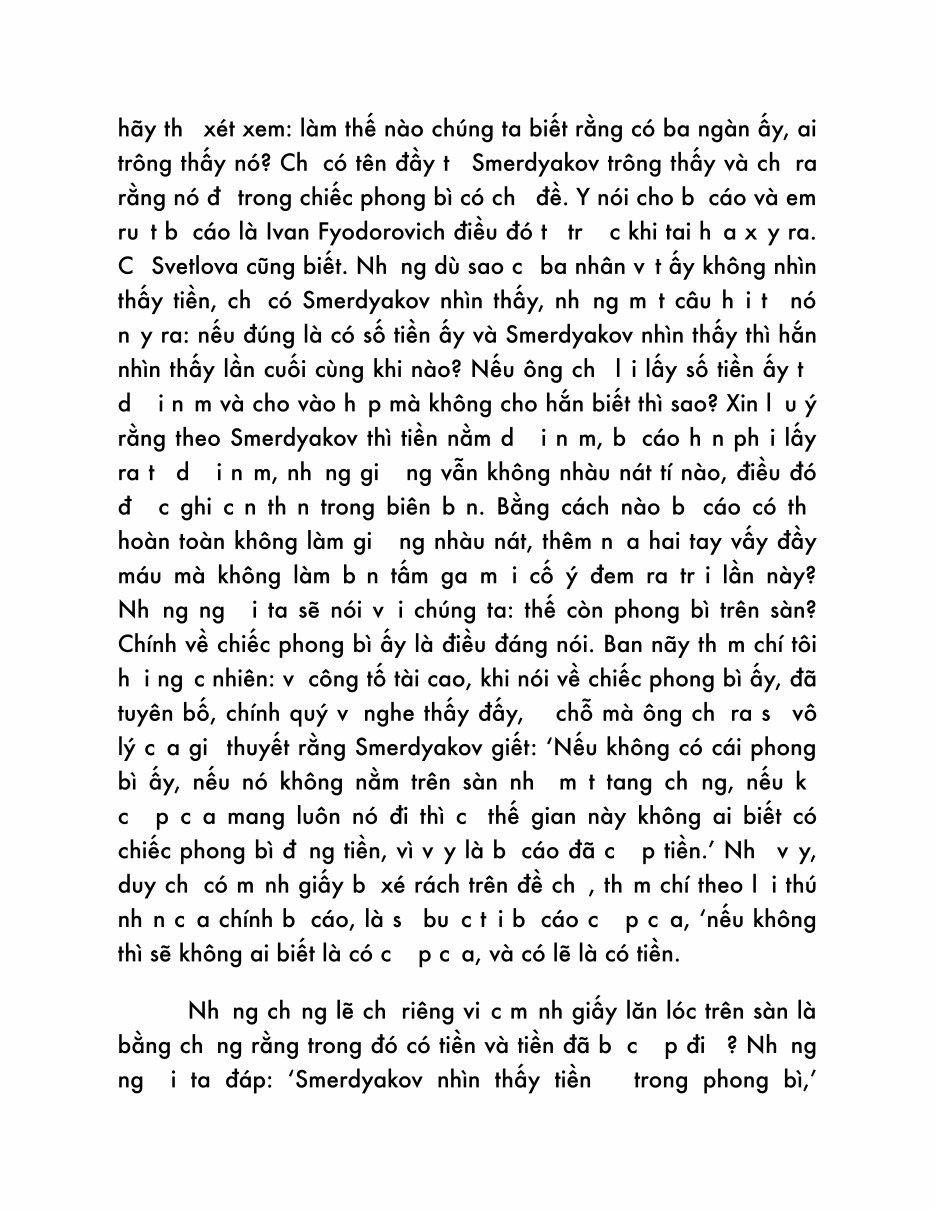 hãy th  xét xem: làm thế nào chúng ta biết rằng có ba ngàn ấy, ai
trông thấy nó? Ch  có tên đầy t  Smerdyakov trông thấy và ch  ra
rằng nó đ  trong chiếc phong bì có ch  đề. Y nói cho b  cáo và em
ru t b  cáo là Ivan Fyodorovich điều đó t  tr  c khi tai h a x y ra.
C  Svetlova cũng biết. Nh ng dù sao c  ba nhân v t ấy không nhìn
thấy tiền, ch  có Smerdyakov nhìn thấy, nh ng m t câu h i t  nó
n y ra: nếu đúng là có số tiền ấy và Smerdyakov nhìn thấy thì hắn
nhìn thấy lần cuối cùng khi nào? Nếu ông ch  l i lấy số tiền ấy t 
d  i n m và cho vào h p mà không cho hắn biết thì sao? Xin l u ý
rằng theo Smerdyakov thì tiền nằm d  i n m, b  cáo h n ph i lấy
ra t  d  i n m, nh ng gi  ng vẫn không nhàu nát tí nào, điều đó
đ  c ghi c n th n trong biên b n. Bằng cách nào b  cáo có th 
hoàn toàn không làm gi  ng nhàu nát, thêm n a hai tay vấy đầy
máu mà không làm b n tấm ga m i cố ý đem ra tr i lần này?
Nh ng ng  i ta sẽ nói v i chúng ta: thế còn phong bì trên sàn?
Chính về chiếc phong bì ấy là điều đáng nói. Ban nãy th m chí tôi
h i ng c nhiên: v  công tố tài cao, khi nói về chiếc phong bì ấy, đã
tuyên bố, chính quý v  nghe thấy đấy,   chỗ mà ông ch  ra s  vô
lý c a gi  thuyết rằng Smerdyakov giết: ‘Nếu không có cái phong
bì ấy, nếu nó không nằm trên sàn nh  m t tang ch ng, nếu k 
c  p c a mang luôn nó đi thì c  thế gian này không ai biết có
chiếc phong bì đ ng tiền, vì v y là b  cáo đã c  p tiền.’ Nh  v y,
duy ch  có m nh giấy b  xé rách trên đề ch , th m chí theo l i thú
nh n c a chính b  cáo, là s  bu c t i b  cáo c  p c a, ‘nếu không
thì sẽ không ai biết là có c  p c a, và có lẽ là có tiền.
Nh ng ch ng lẽ ch  riêng vi c m nh giấy lăn lóc trên sàn là
bằng ch ng rằng trong đó có tiền và tiền đã b  c  p đi  ? Nh ng
ng  i ta đáp: ‘Smerdyakov nhìn thấy tiền   trong phong bì,’